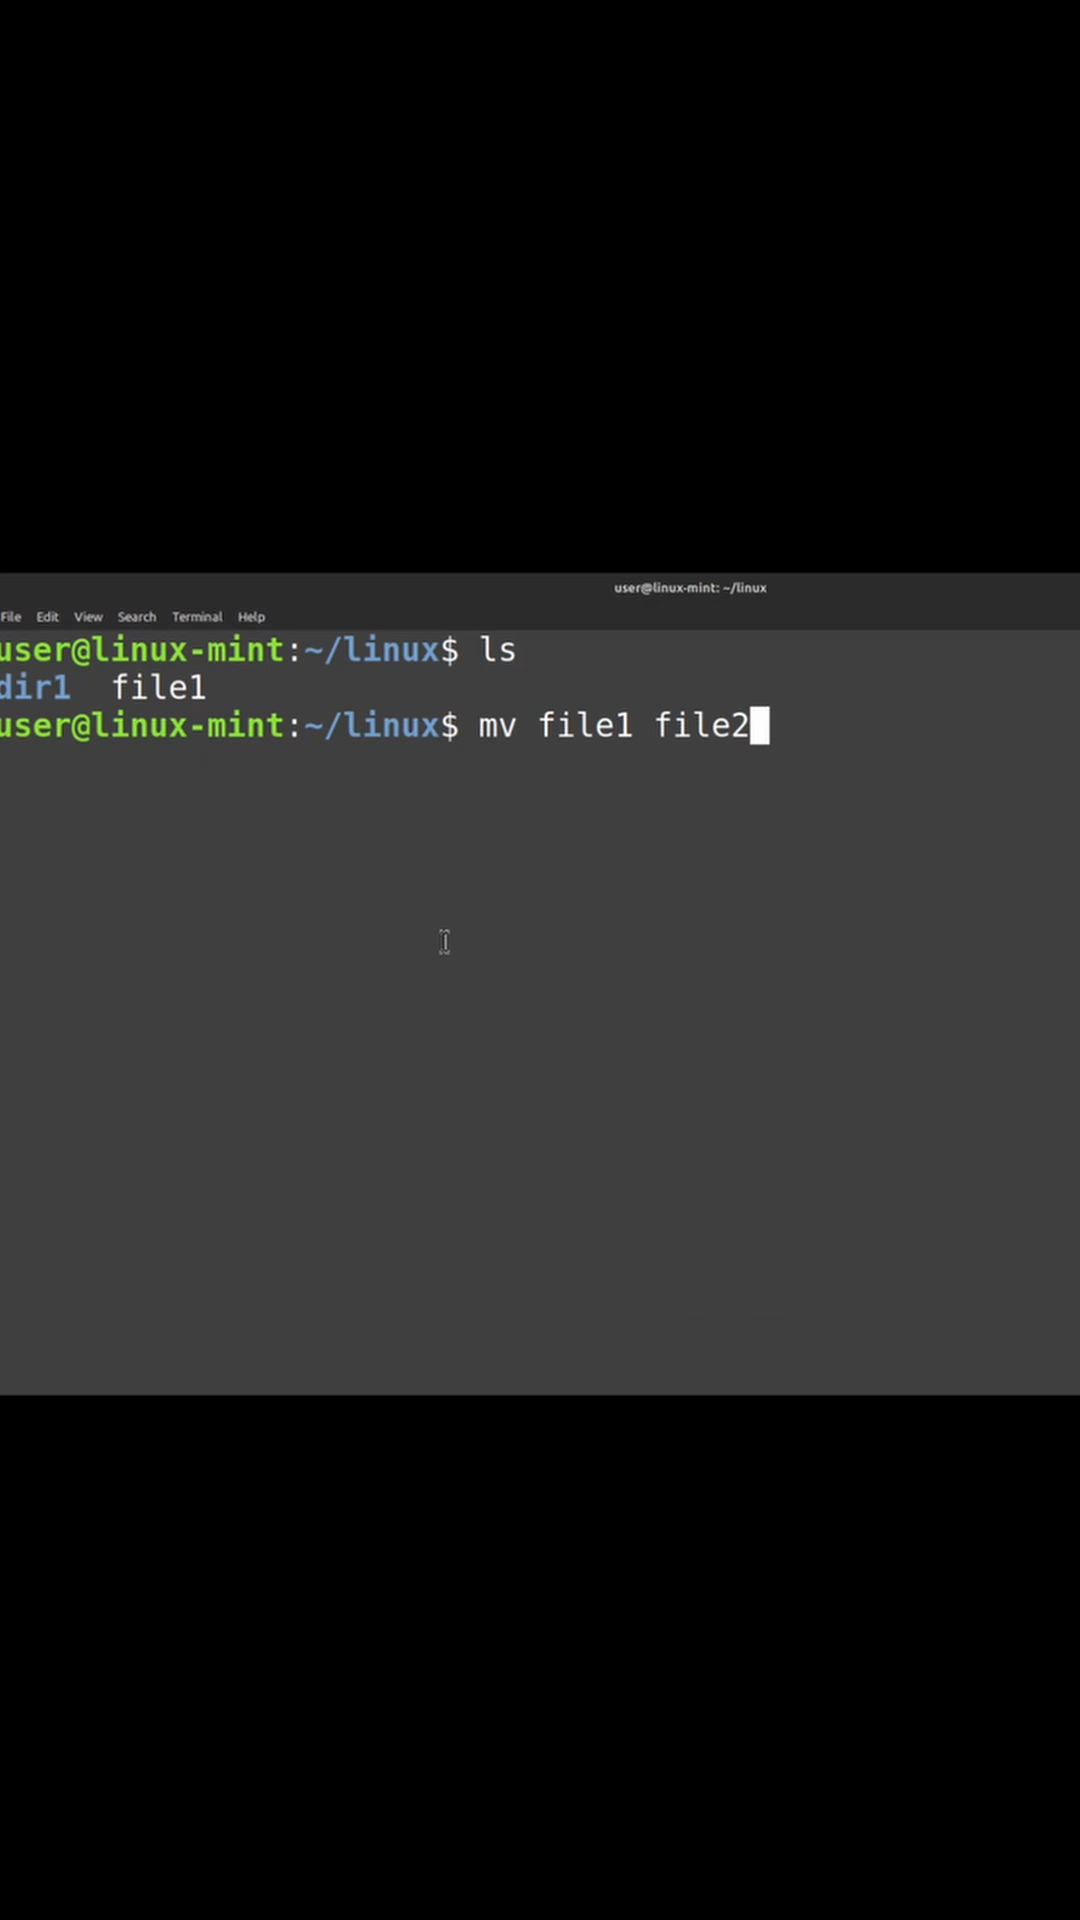 user@linux-mint: ~/linux
File Edit View Search Terminal Help
user@linux-mint:~/linux$ ls
dir1 file1
user@linux-mint:~/linux$ mv file1 file2